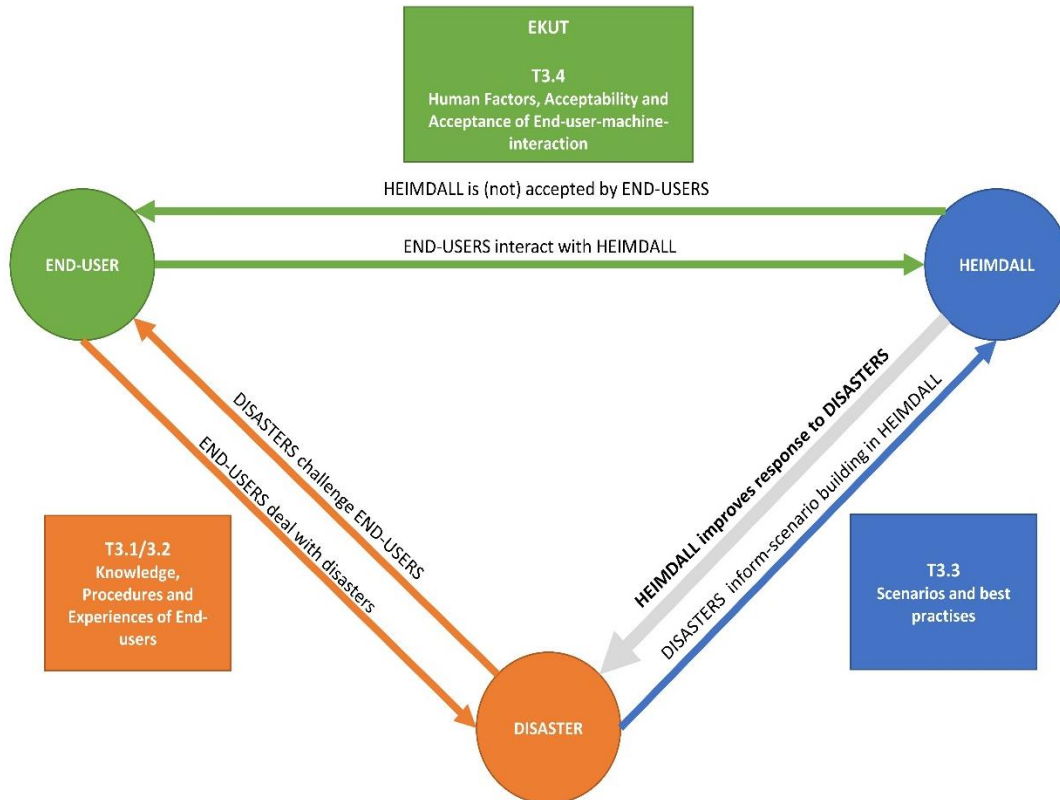 EKUT
T3.4
Human Factors, Acceptability and
Acceptance of End-user-machine-
interaction
HEIMDALL is (not) accepted by END-USERS
END-USERS interact with HEIMDALL
END-USER
HEIMDALL
DISASTERS challenge END-USERS
END-USERS deal with disasters
HEIMDALL improves response to DISASTERS
DISASTERS inform-scenario building in HEIMDALL
T3.1/3.2
Knowledge,
Procedures and
Experiences of End-
users
T3.3
Scenarios and best
practises
DISASTER